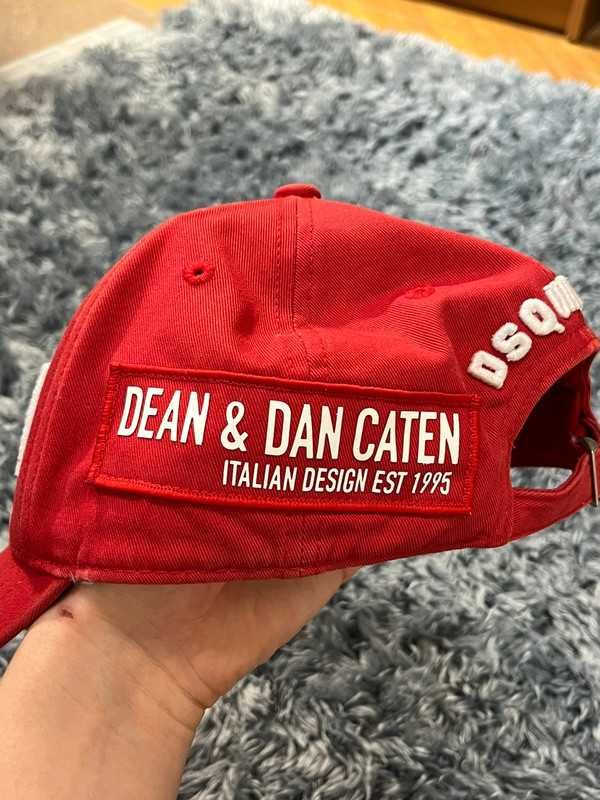 DEAN & DAN CATEN
ITALIAN DESIGN EST 1995